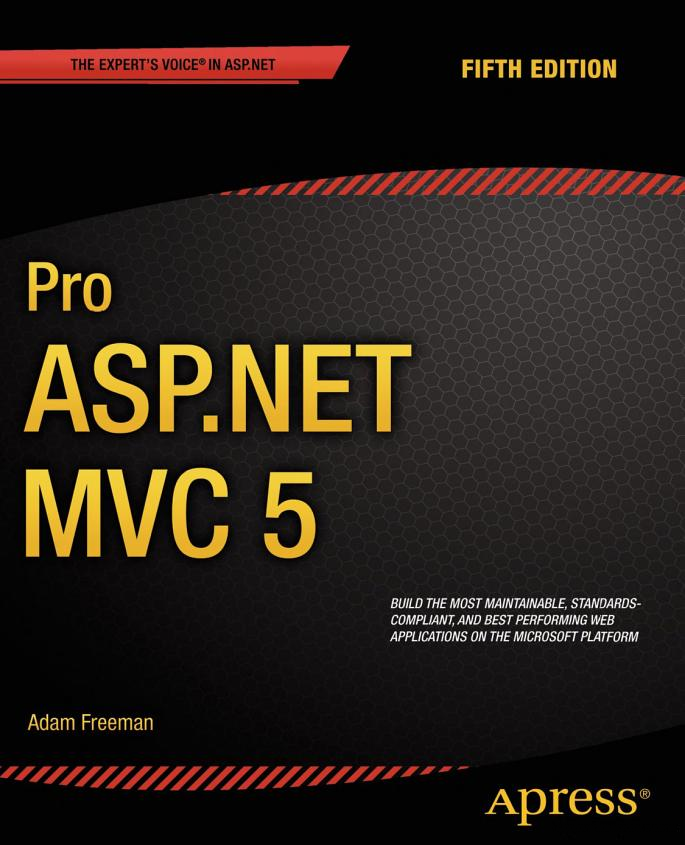 THE EXPERT'S VOICE® IN ASP.NET
FIFTH EDITION
Pro
ASP.NET
MVC 5
BUILD THE MOST MAINTAINABLE, STANDARDS-
COMPLIANT, AND BEST PERFORMING WEB
APPLICATIONS ON THE MICROSOFT PLATFORM
Adam Freeman
Apress®